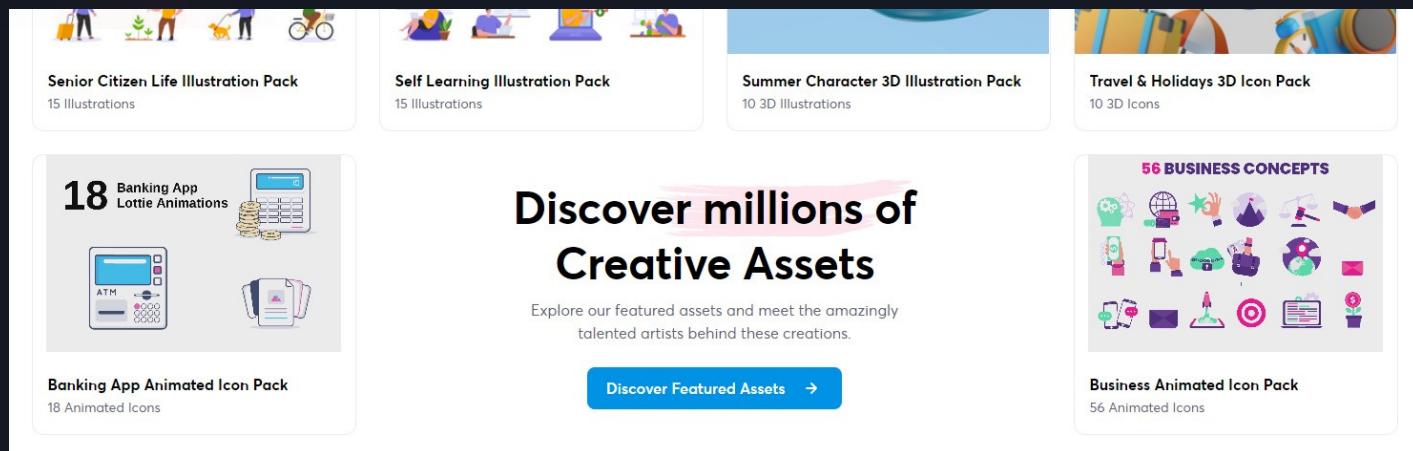 Senior Citizen Life Illustration Pack
15 Illustrations
Self Learning Illustration Pack
15 Illustrations
Summer Character 3D Illustration Pack
10 3D Illustrations
Travel & Holidays 3D Icon Pack
10 3D Icons
18 Banking App
Lottie Animations
ATM
Banking App Animated Icon Pack
18 Animated Icons
Discover millions of
Creative Assets
Explore our featured assets and meet the amazingly
talented artists behind these creations.
Discover Featured Assets →
56 BUSINESS CONCEPTS
Business Animated Icon Pack
56 Animated Icons